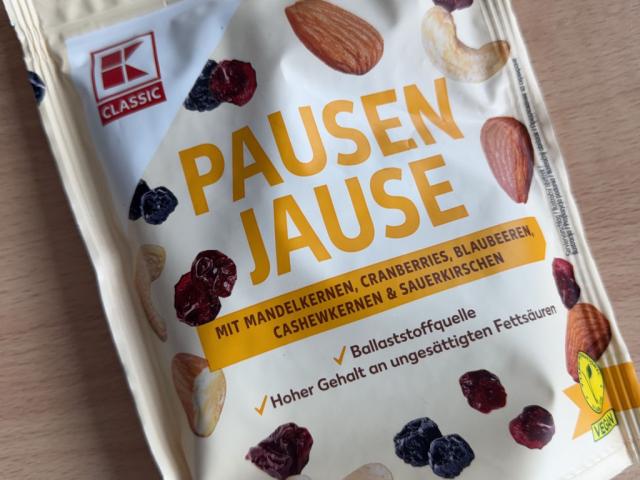 K
CLASSIC
PAUSEN
JAUSE
MIT MANDELKERNEN, CRANBERRIES, BLAUBEEREN,
CASHEWKERNEN & SAUERKIRSCHEN
✓ Ballaststoffquelle
✓ Hoher Gehalt an ungesättigten Fettsäuren
VEGAN